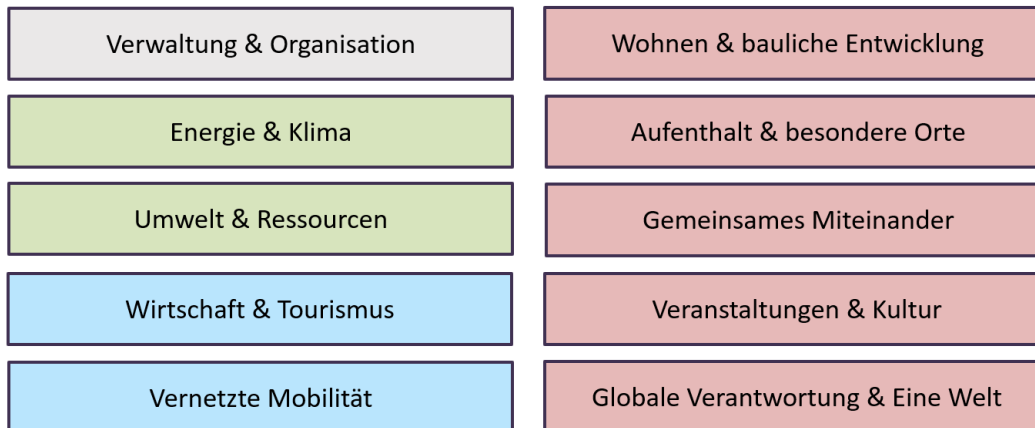 Verwaltung & Organisation
Energie & Klima
Umwelt & Ressourcen
Wirtschaft & Tourismus
Vernetzte Mobilität
Wohnen & bauliche Entwicklung
Aufenthalt & besondere Orte
Gemeinsames Miteinander
Veranstaltungen & Kultur
Globale Verantwortung & Eine Welt